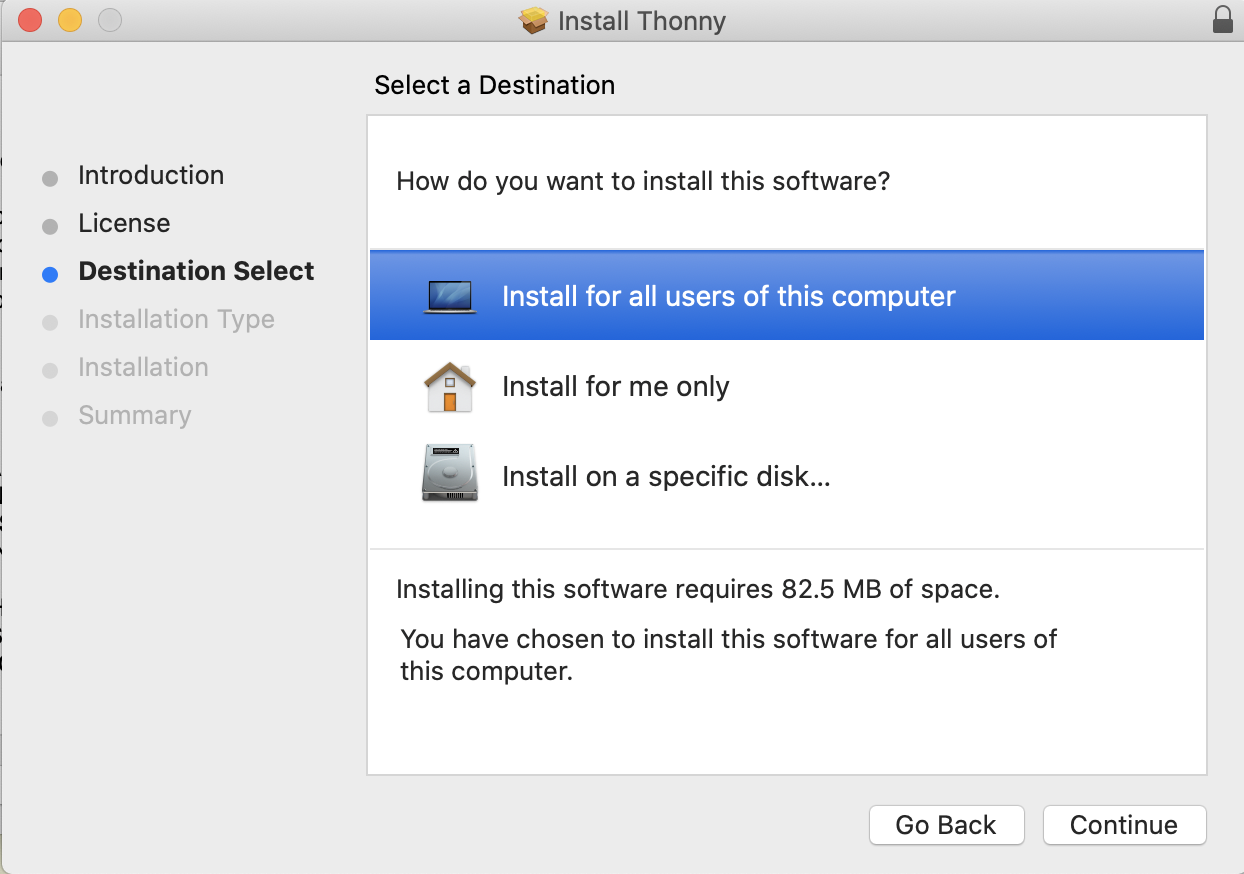 Install Thonny
Select a Destination
Introduction
License
Destination Select
Installation Type
Installation
Summary
How do you want to install this software?
Install for all users of this computer
Install for me only
Install on a specific disk...
Installing this software requires 82.5 MB of space.
You have chosen to install this software for all users of
this computer.
Go Back
Continue